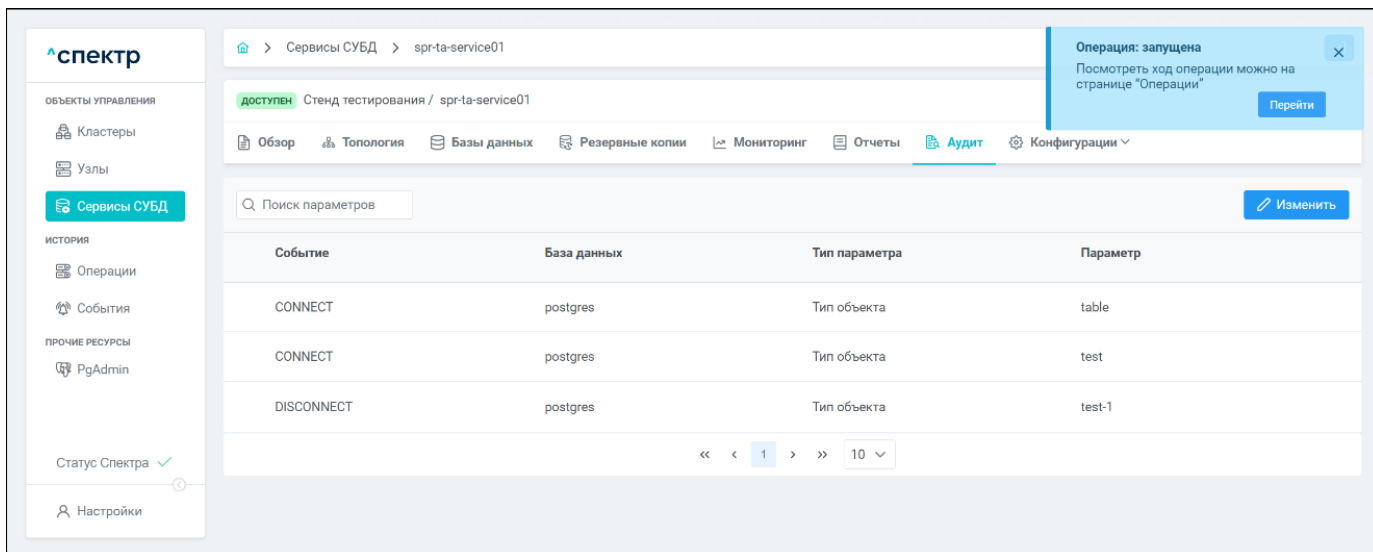 ^спектр
ОБЪЕКТЫ УПРАВЛЕНИЯ
Кластеры
Узлы
Сервисы СУБД
ИСТОРИЯ
Операции
События
ПРОЧИЕ РЕСУРСЫ
PgAdmin
Статус Спектра
Настройки
> Сервисы СУБД > spr-ta-service01
ДОСТУПЕН Стенд тестирования / spr-ta-service01
Обзор Топология Базы данных Резервные копии Мониторинг Отчеты Аудит Конфигурации
Операция: запущена
Посмотреть ход операции можно на
странице "Операции"
Перейти
Поиск параметров Изменить
Событие База данных Тип параметра Параметр
CONNECT postgres Тип объекта table
CONNECT postgres Тип объекта test
DISCONNECT postgres Тип объекта test-1
« ‹ 1 › » 10